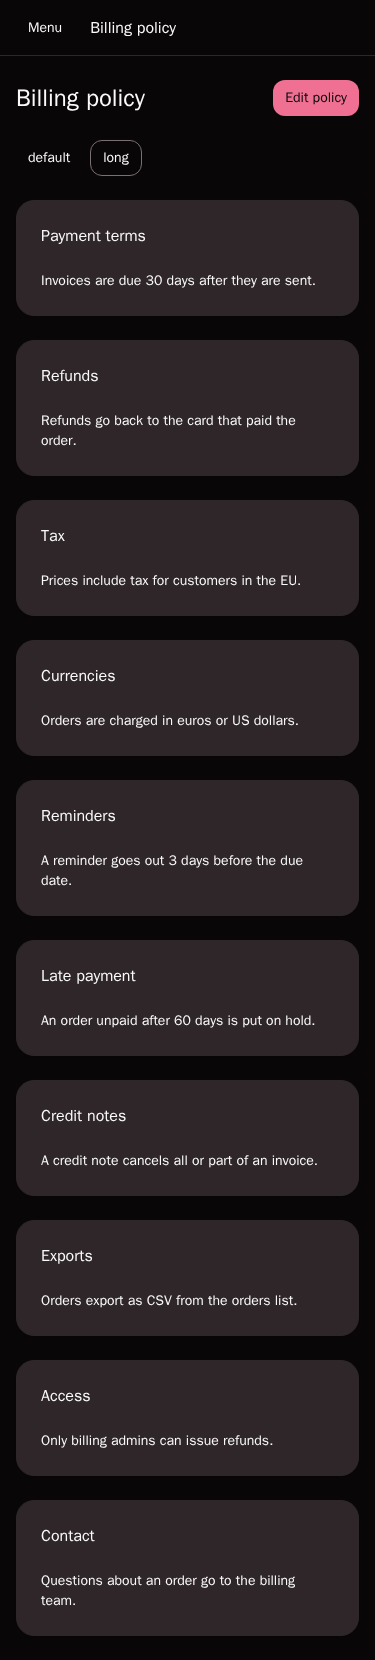 Menu Billing policy
Billing policy Edit policy
default long
Payment terms
Invoices are due 30 days after they are sent.
Refunds
Refunds go back to the card that paid the
order.
Tax
Prices include tax for customers in the EU.
Currencies
Orders are charged in euros or US dollars.
Reminders
A reminder goes out 3 days before the due
date.
Late payment
An order unpaid after 60 days is put on hold.
Credit notes
A credit note cancels all or part of an invoice.
Exports
Orders export as CSV from the orders list.
Access
Only billing admins can issue refunds.
Contact
Questions about an order go to the billing
team.